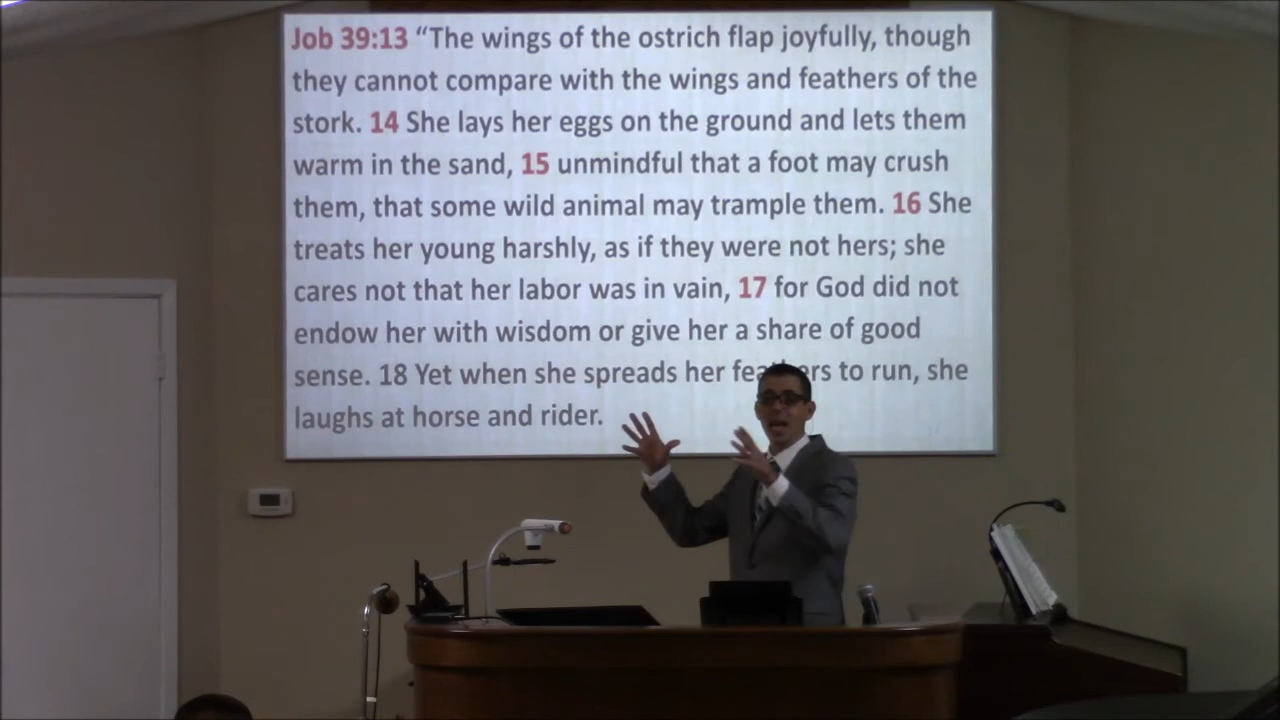 Job 39:13 “The wings of the ostrich flap joyfully, though
they cannot compare with the wings and feathers of the
stork. 14 She lays her eggs on the ground and lets them
warm in the sand, 15 unmindful that a foot may crush
them, that some wild animal may trample them. 16 She
treats her young harshly, as if they were not hers; she
cares not that her labor was in vain, 17 for God did not
endow her with wisdom or give her a share of good
sense. 18 Yet when she spreads her feathers to run, she
laughs at horse and rider.